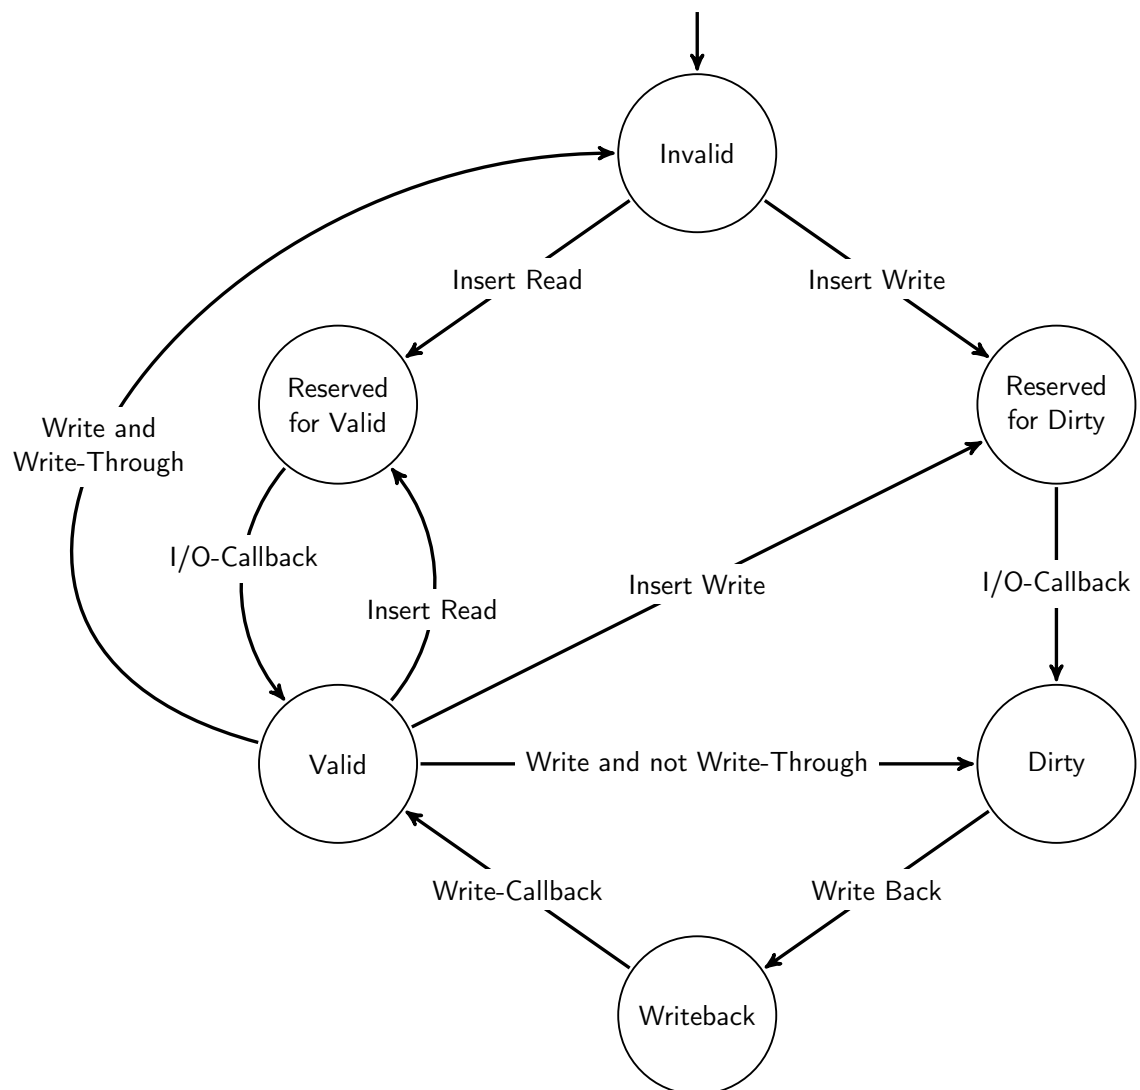 Invalid
Insert Read
Insert Write
Reserved
for Valid
Reserved
for Dirty
Write and
Write-Through
I/O-Callback
Insert Read
Insert Write
I/O-Callback
Valid
Write and not Write-Through
Dirty
Write-Callback
Write Back
Writeback